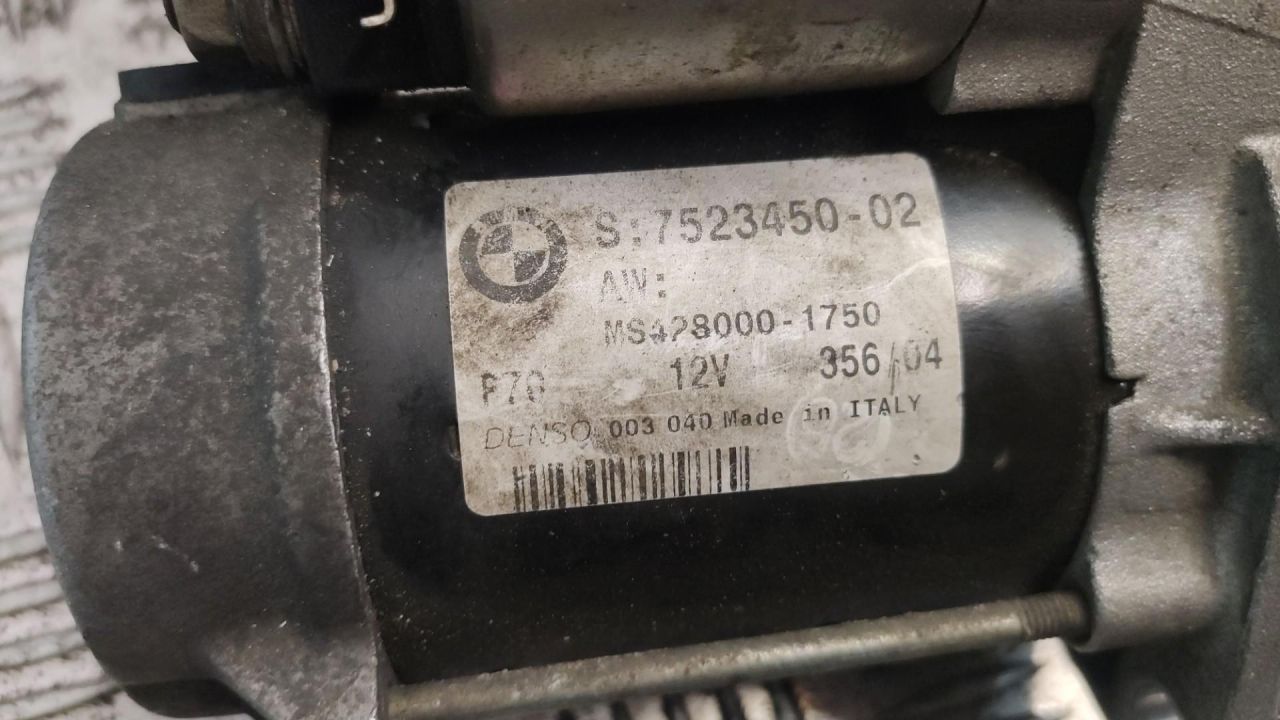 S:7523450-02
AW:
MS428000-1750
P70 12V 356/04
DENSO 003 040 Made in ITALY